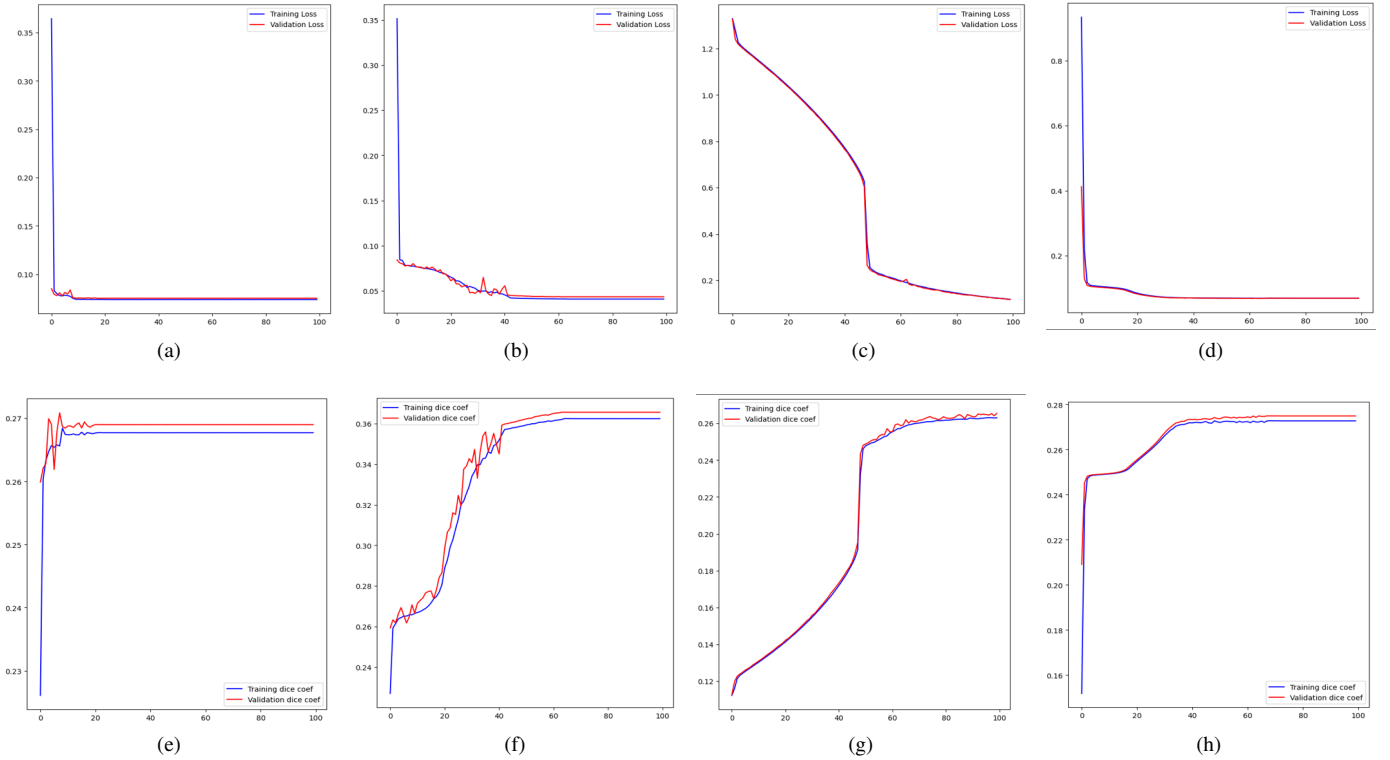 Training Loss
Validation Loss
0.35
0.30
0.25
0.20
0.15
0.10
0 20 40 60 80 100
(a)
Training Loss
Validation Loss
0.35
0.30
0.25
0.20
0.15
0.10
0.05
0 20 40 60 80 100
(b)
Training Loss
Validation Loss
1.2
1.0
0.8
0.6
0.4
0.2
0 20 40 60 80 100
(c)
Training Loss
Validation Loss
0.8
0.6
0.4
0.2
0 20 40 60 80 100
(d)
0.27
0.26
0.25
0.24
0.23
Training dice coef
Validation dice coef
0 20 40 60 80 100
(e)
Training dice coef
Validation dice coef
0.36
0.34
0.32
0.30
0.28
0.26
0.24
0 20 40 60 80 100
(f)
Training dice coef
Validation dice coef
0.26
0.24
0.22
0.20
0.18
0.16
0.14
0.12
0 20 40 60 80 100
(g)
0.28
0.26
0.24
0.22
0.20
0.18
0.16
Training dice coef
Validation dice coef
0 20 40 60 80 100
(h)